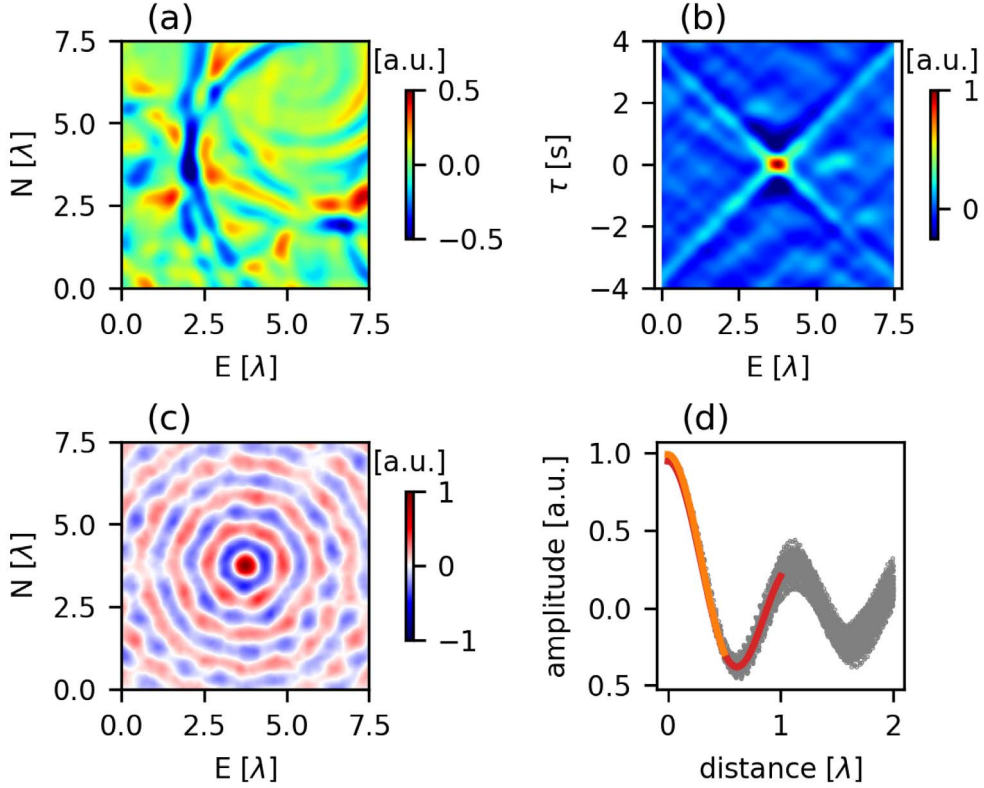 (a)
[a.u.]
7.5
5.0
2.5
0.0
N [λ]
0.0 2.5 5.0 7.5
E [λ]
0.5
0.0
−0.5
(b)
[a.u.]
4
2
0
−2
−4
τ [s]
0.0 2.5 5.0 7.5
E [λ]
1
0
(c)
[a.u.]
7.5
5.0
2.5
0.0
N [λ]
0.0 2.5 5.0 7.5
E [λ]
1
0
−1
(d)
1.0
0.5
0.0
0.5
amplitude [a.u.]
0 1 2
distance [λ]